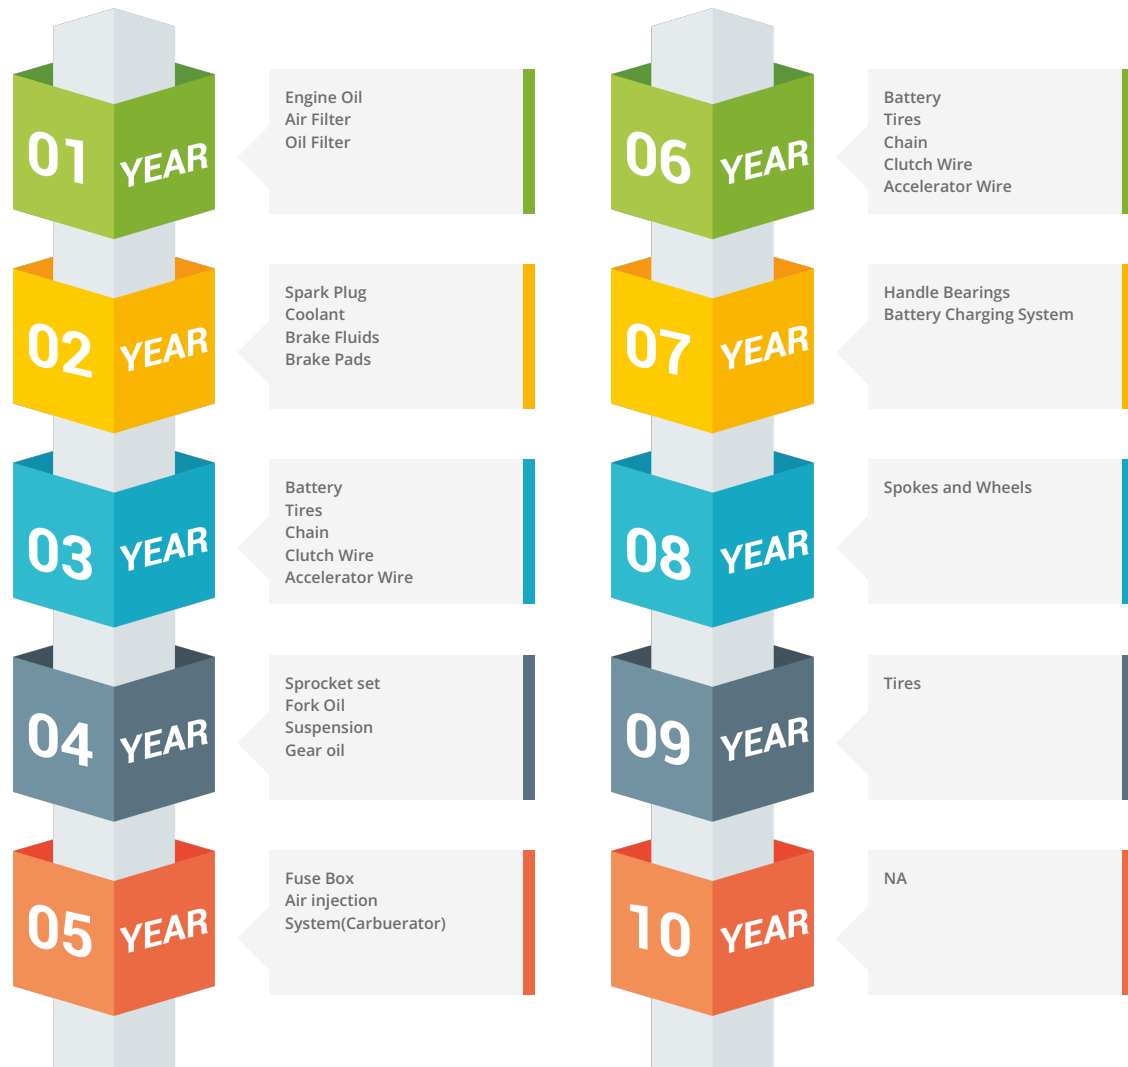 01 YEAR
Engine Oil
Air Filter
Oil Filter
02 YEAR
Spark Plug
Coolant
Brake Fluids
Brake Pads
03 YEAR
Battery
Tires
Chain
Clutch Wire
Accelerator Wire
04 YEAR
Sprocket set
Fork Oil
Suspension
Gear oil
05 YEAR
Fuse Box
Air injection
System(Carbuerator)
06 YEAR
Battery
Tires
Chain
Clutch Wire
Accelerator Wire
07 YEAR
Handle Bearings
Battery Charging System
08 YEAR
Spokes and Wheels
09 YEAR
Tires
10 YEAR
NA